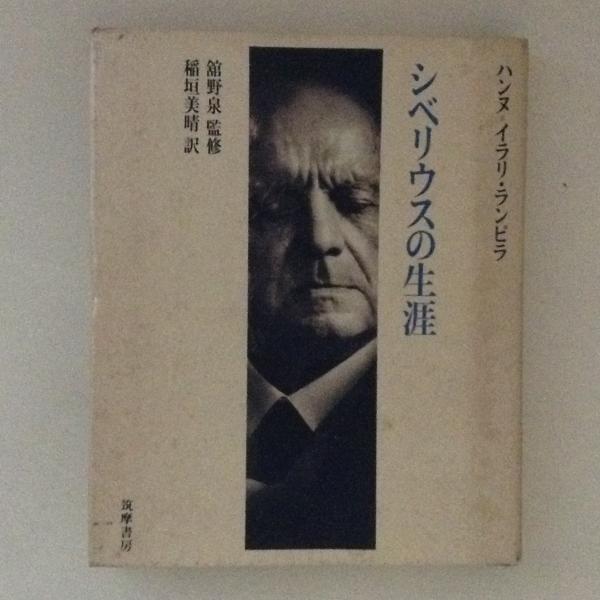 ハンヌ=イラリ・ランピラ
シベリウスの生涯
舘野泉 監修
稲垣美晴 訳
筑摩書房